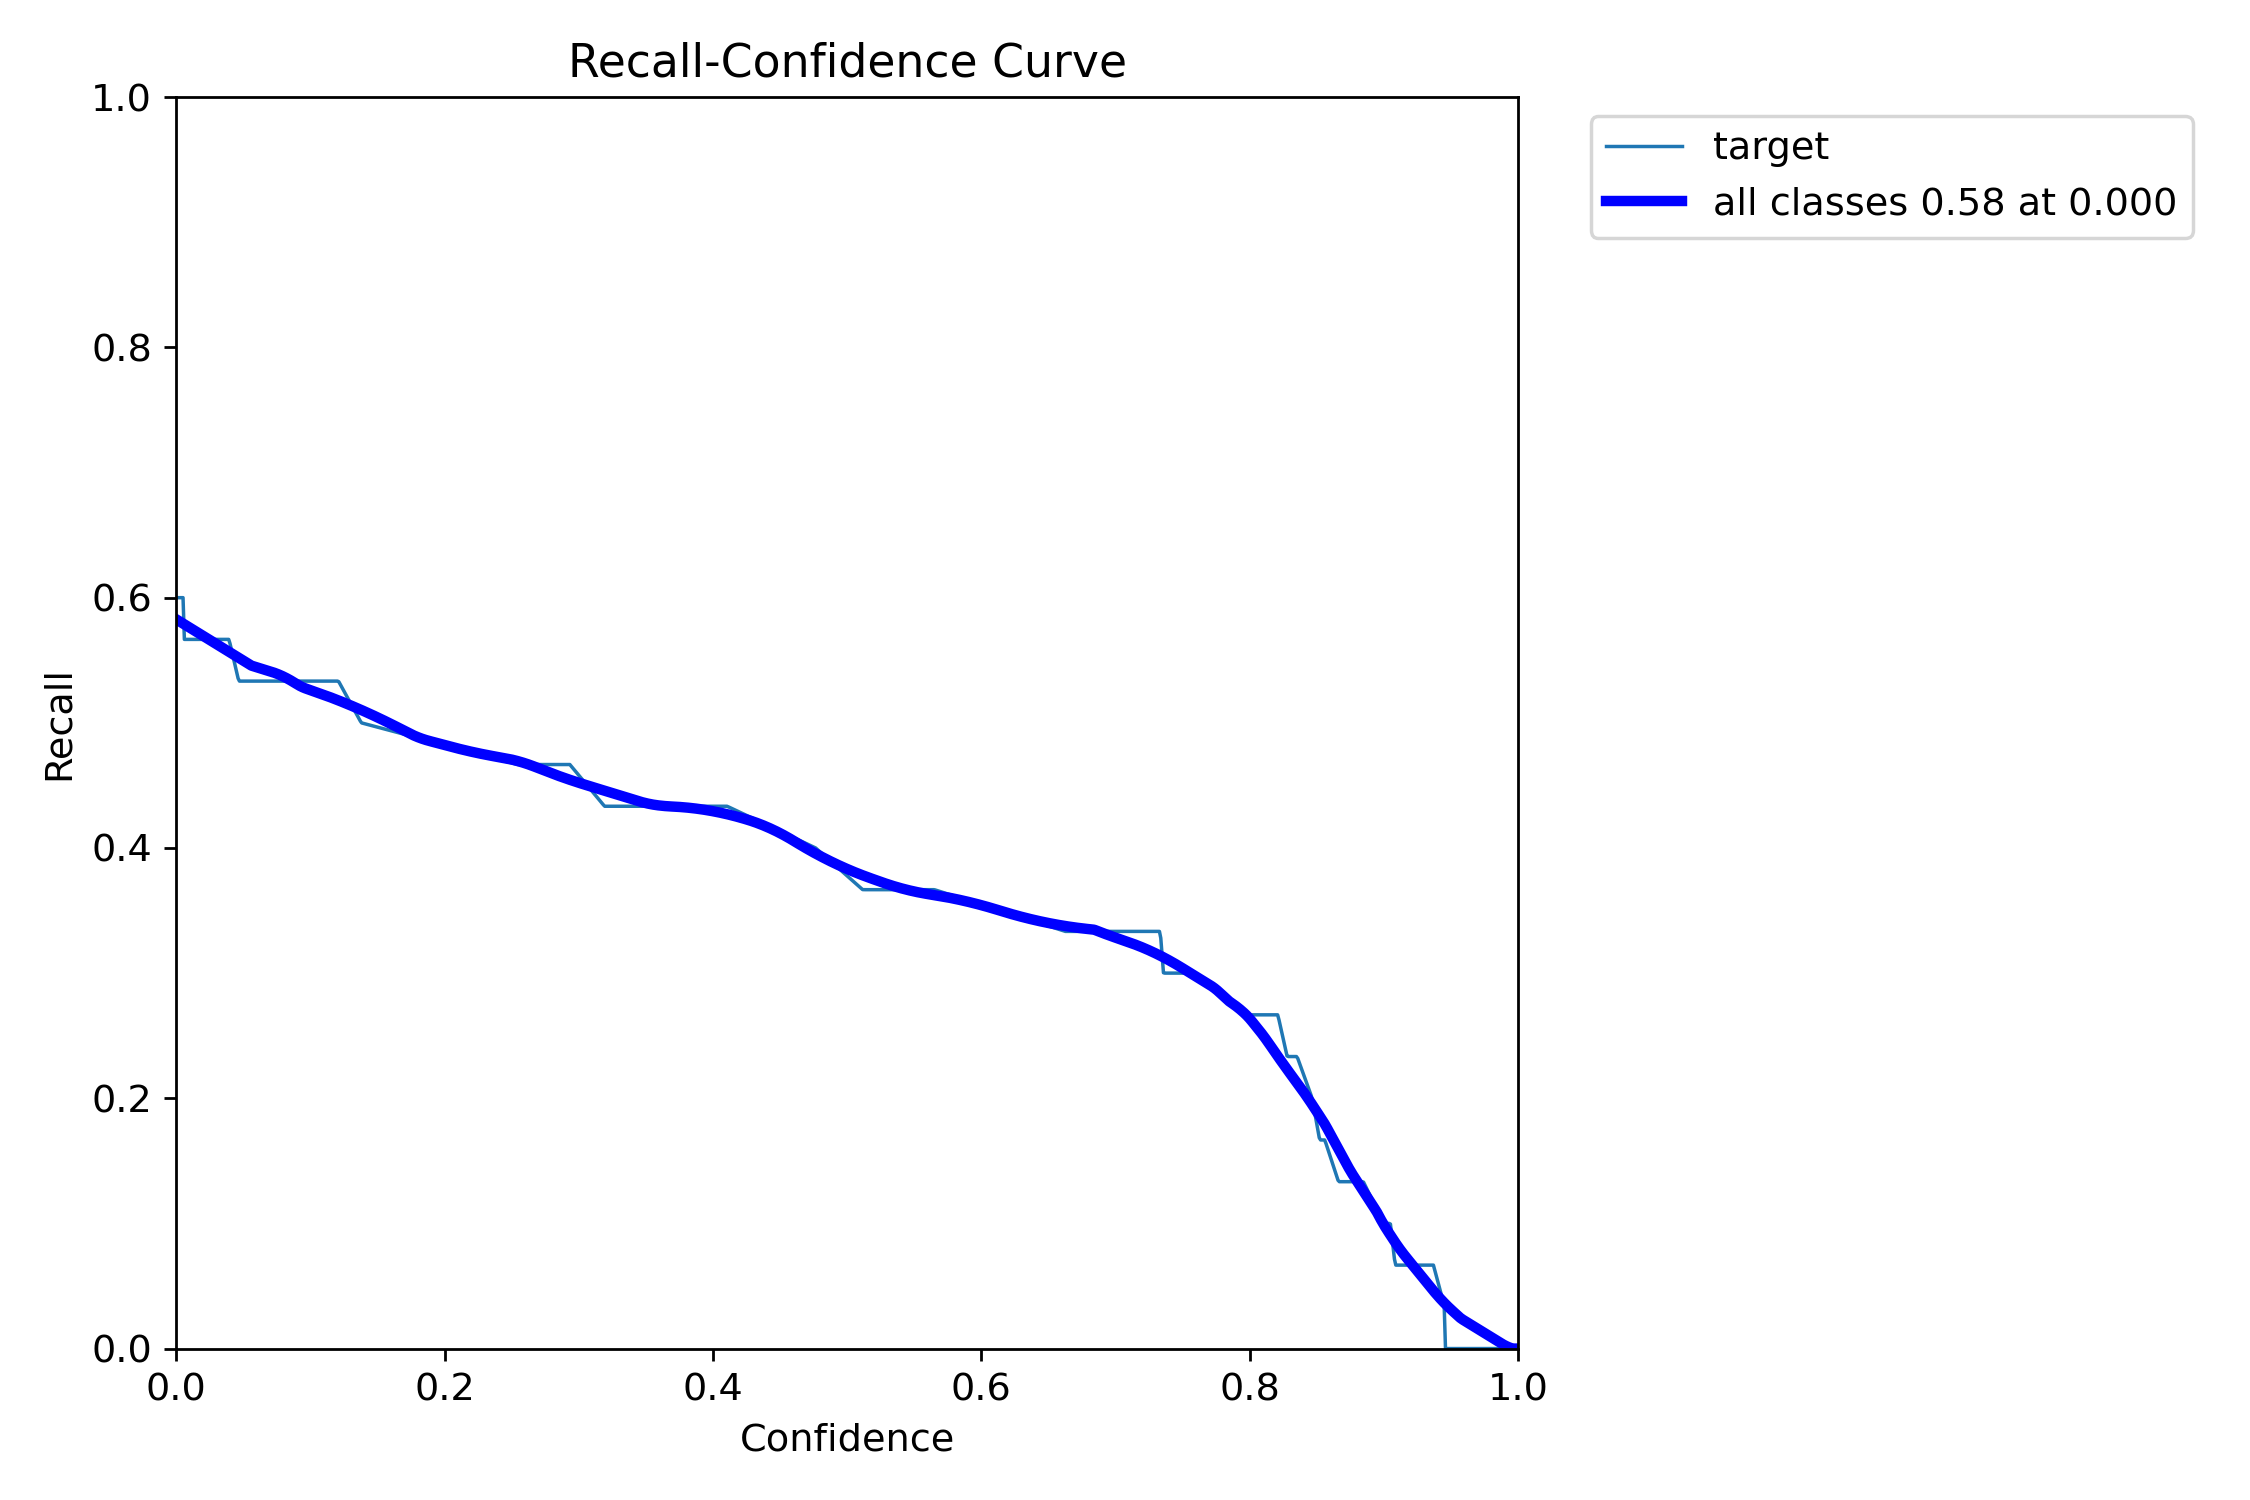 Recall-Confidence Curve
1.0
0.8
0.6
0.4
0.2
0.0
Recall
0.0 0.2 0.4 0.6 0.8 1.0
Confidence
target
all classes 0.58 at 0.000